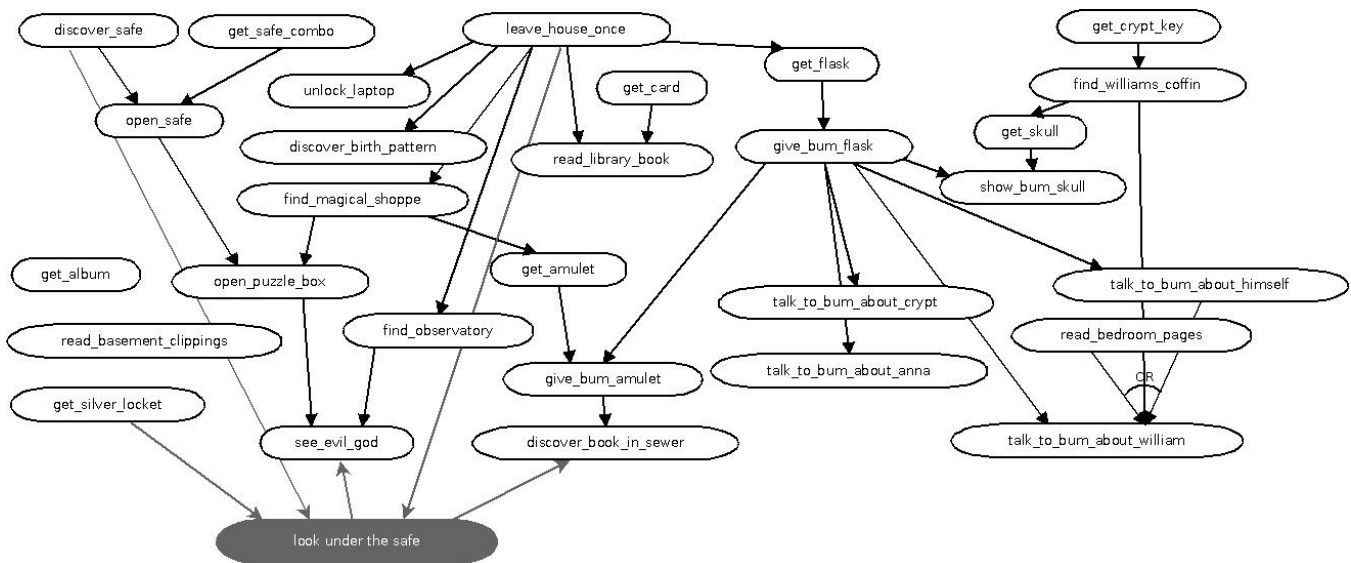 discover_safe
get_safe_combo
leave_house_once
get_crypt_key
get_flask
unlock_laptop
get_card
find_williams_coffin
open_safe
get_skull
discover_birth_pattern
read_library_book
give_bum_flask
show_bum_skull
find_magical_shoppe
get_album
open_puzzle_box
get_amulet
talk_to_bum_about_crypt
talk_to_bum_about_himself
read_basement_clippings
find_observatory
read_bedroom_pages
talk_to_bum_about_anna
give_bum_amulet
OR
get_silver_locket
see_evil_god
discover_book_in_sewer
talk_to_bum_about_william
look under the safe